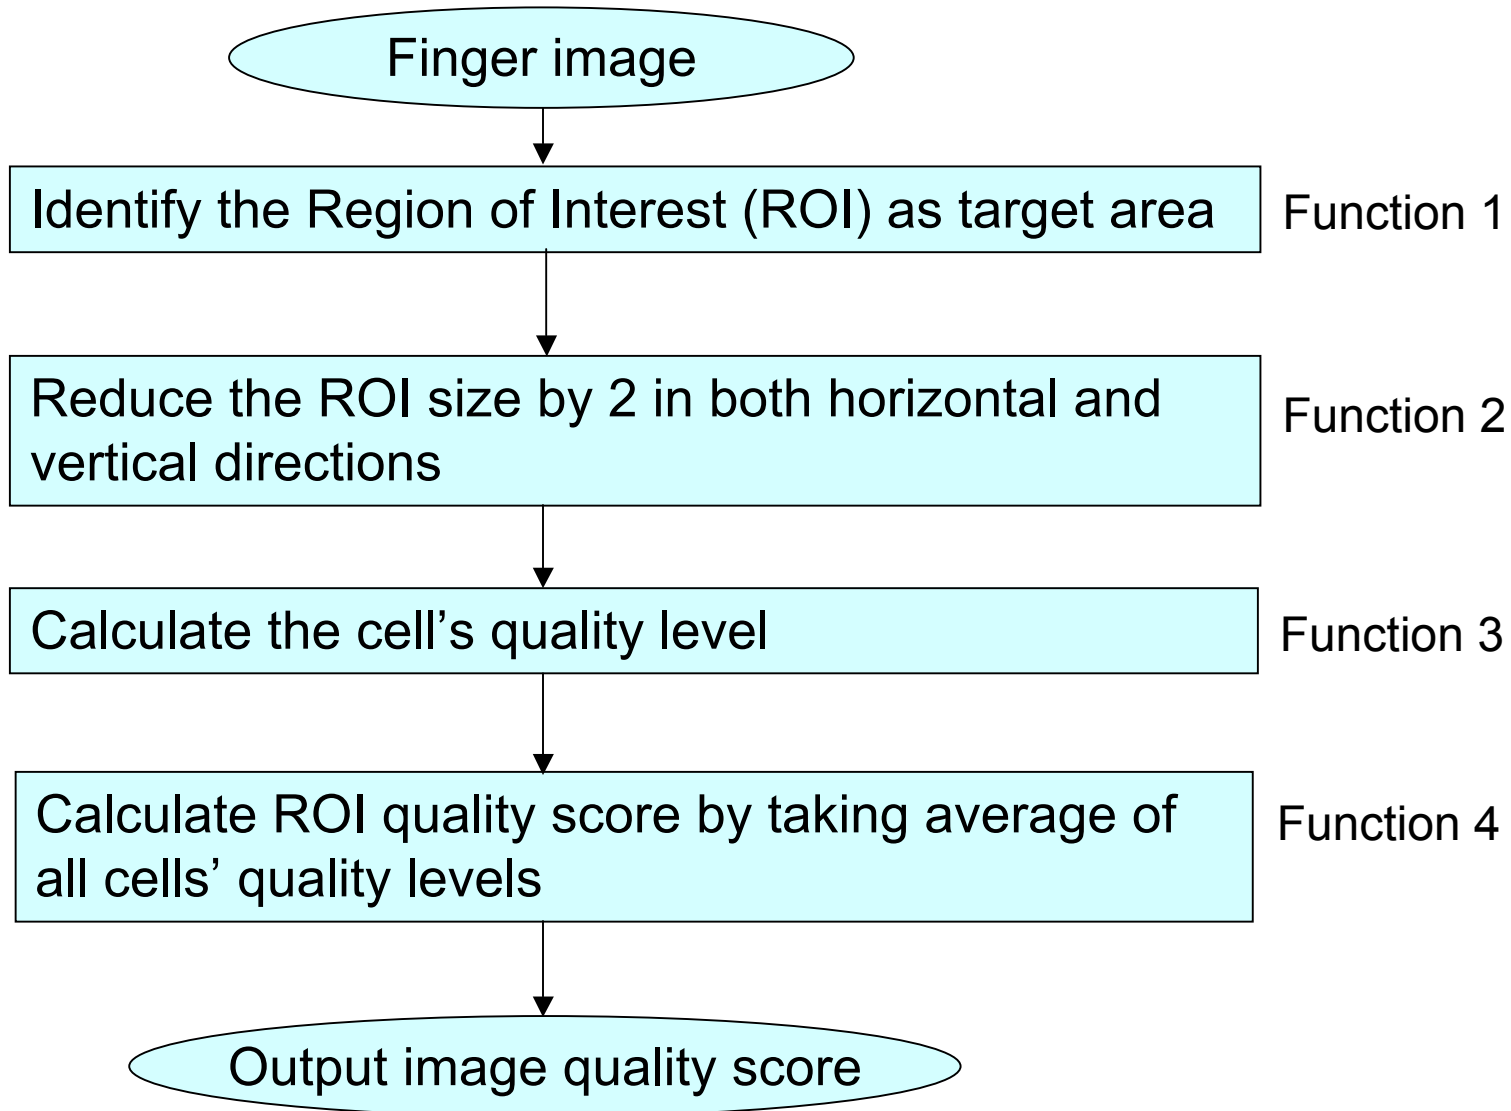 Finger image
Identify the Region of Interest (ROI) as target area
Function 1
Reduce the ROI size by 2 in both horizontal and
vertical directions
Function 2
Calculate the cell’s quality level
Function 3
Calculate ROI quality score by taking average of
all cells’ quality levels
Function 4
Output image quality score